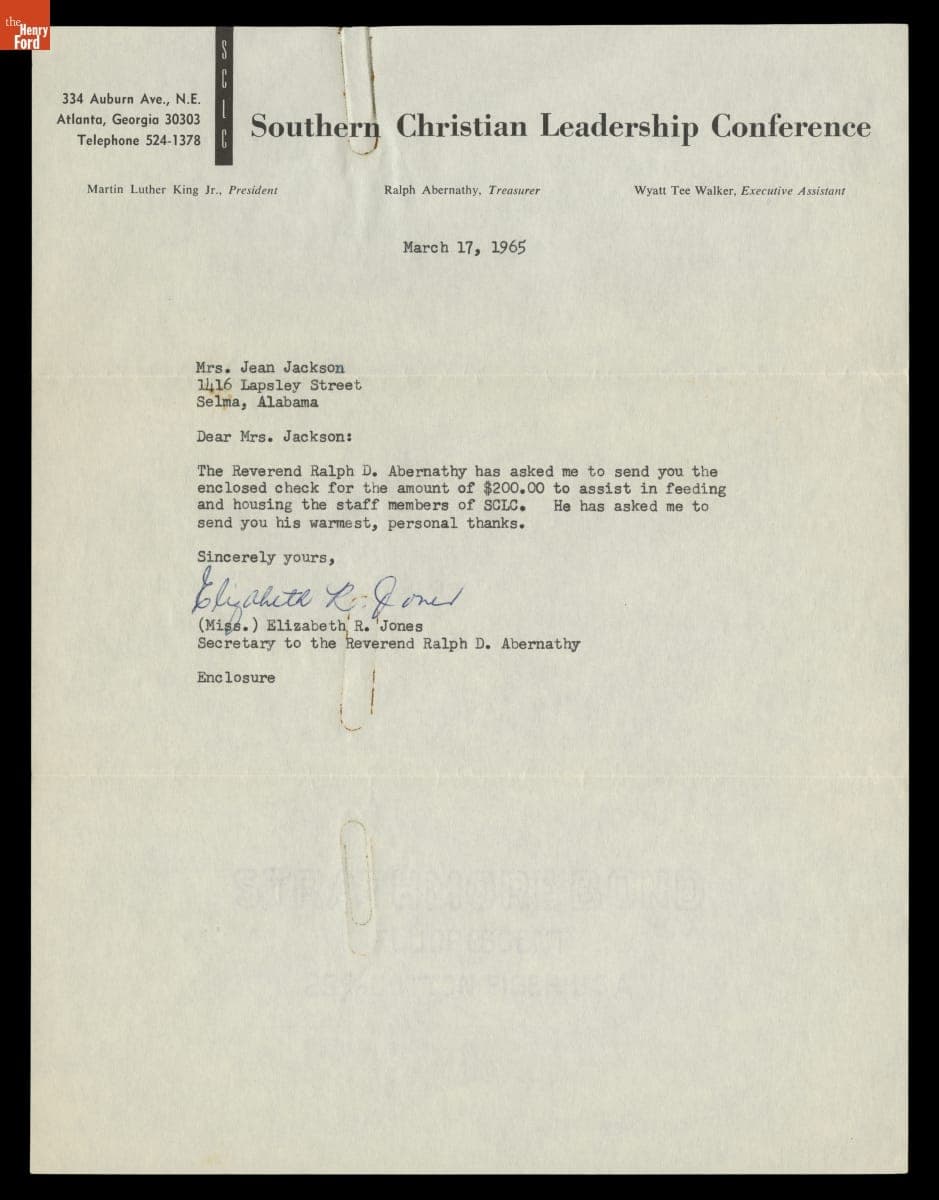 the
Henry
Ford
SCLC
334 Auburn Ave., N.E.
Atlanta, Georgia 30303
Telephone 524-1378
Southern Christian Leadership Conference
Martin Luther King Jr., President Ralph Abernathy, Treasurer Wyatt Tee Walker, Executive Assistant
March 17, 1965
Mrs. Jean Jackson
1416 Lapsley Street
Selma, Alabama
Dear Mrs. Jackson:
The Reverend Ralph D. Abernathy has asked me to send you the
enclosed check for the amount of $200.00 to assist in feeding
and housing the staff members of SCLC. He has asked me to
send you his warmest, personal thanks.
Sincerely yours,
Elizabeth R. Jones
(Miss.) Elizabeth R. Jones
Secretary to the Reverend Ralph D. Abernathy
Enclosure